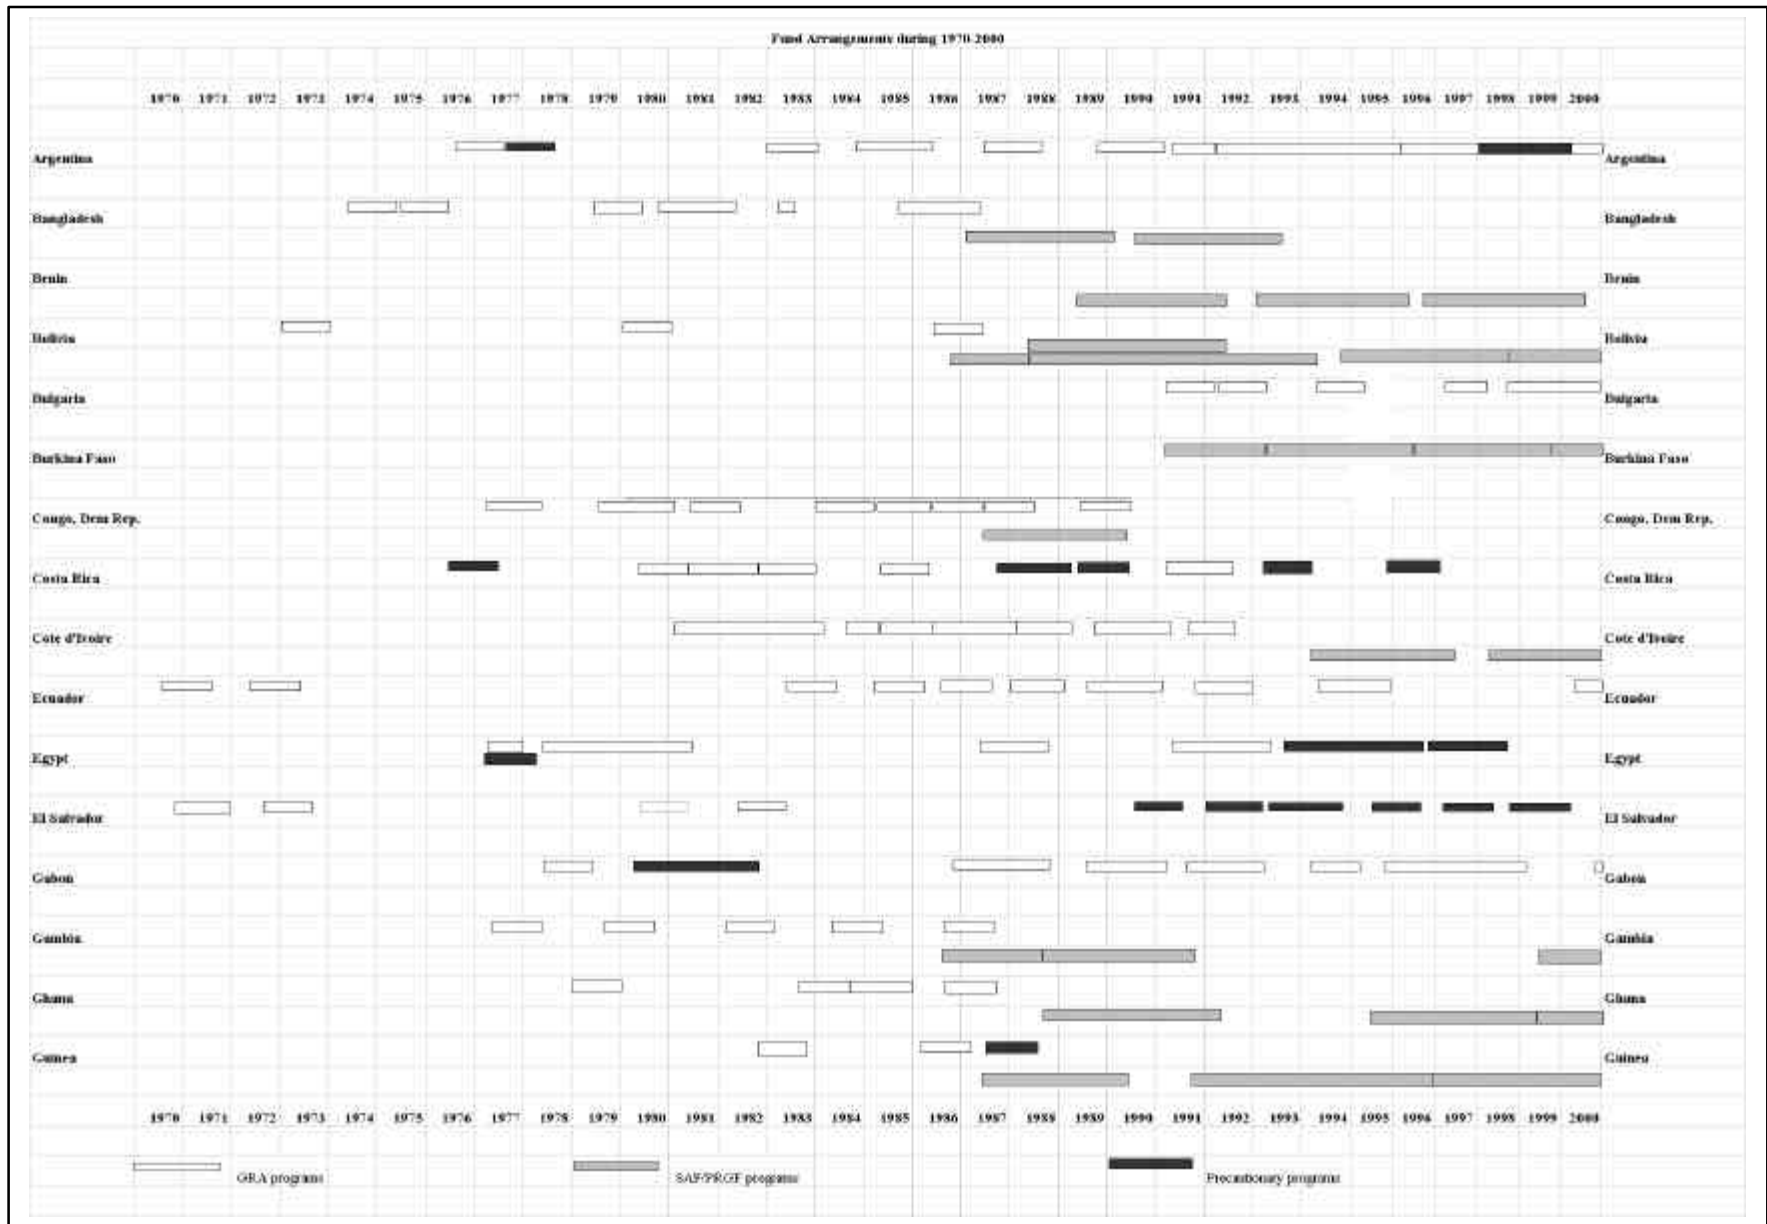 Fund Arrangements during 1970-2000
1970 1971 1972 1973 1974 1975 1976 1977 1978 1979 1980 1981 1982 1983 1984 1985 1986 1987 1988 1989 1990 1991 1992 1993 1994 1995 1996 1997 1998 1999 2000
Argentina Argentina
Bangladesh Bangladesh
Benin Benin
Bolivia Bolivia
Bulgaria Bulgaria
Burkina Faso Burkina Faso
Congo, Dem Rep. Congo, Dem Rep.
Costa Rica Costa Rica
Cote d'Ivoire Cote d'Ivoire
Ecuador Ecuador
Egypt Egypt
El Salvador El Salvador
Gabon Gabon
Gambia Gambia
Ghana Ghana
Guinea Guinea
1970 1971 1972 1973 1974 1975 1976 1977 1978 1979 1980 1981 1982 1983 1984 1985 1986 1987 1988 1989 1990 1991 1992 1993 1994 1995 1996 1997 1998 1999 2000
GRA programs SAF/PRGF programs Precautionary programs